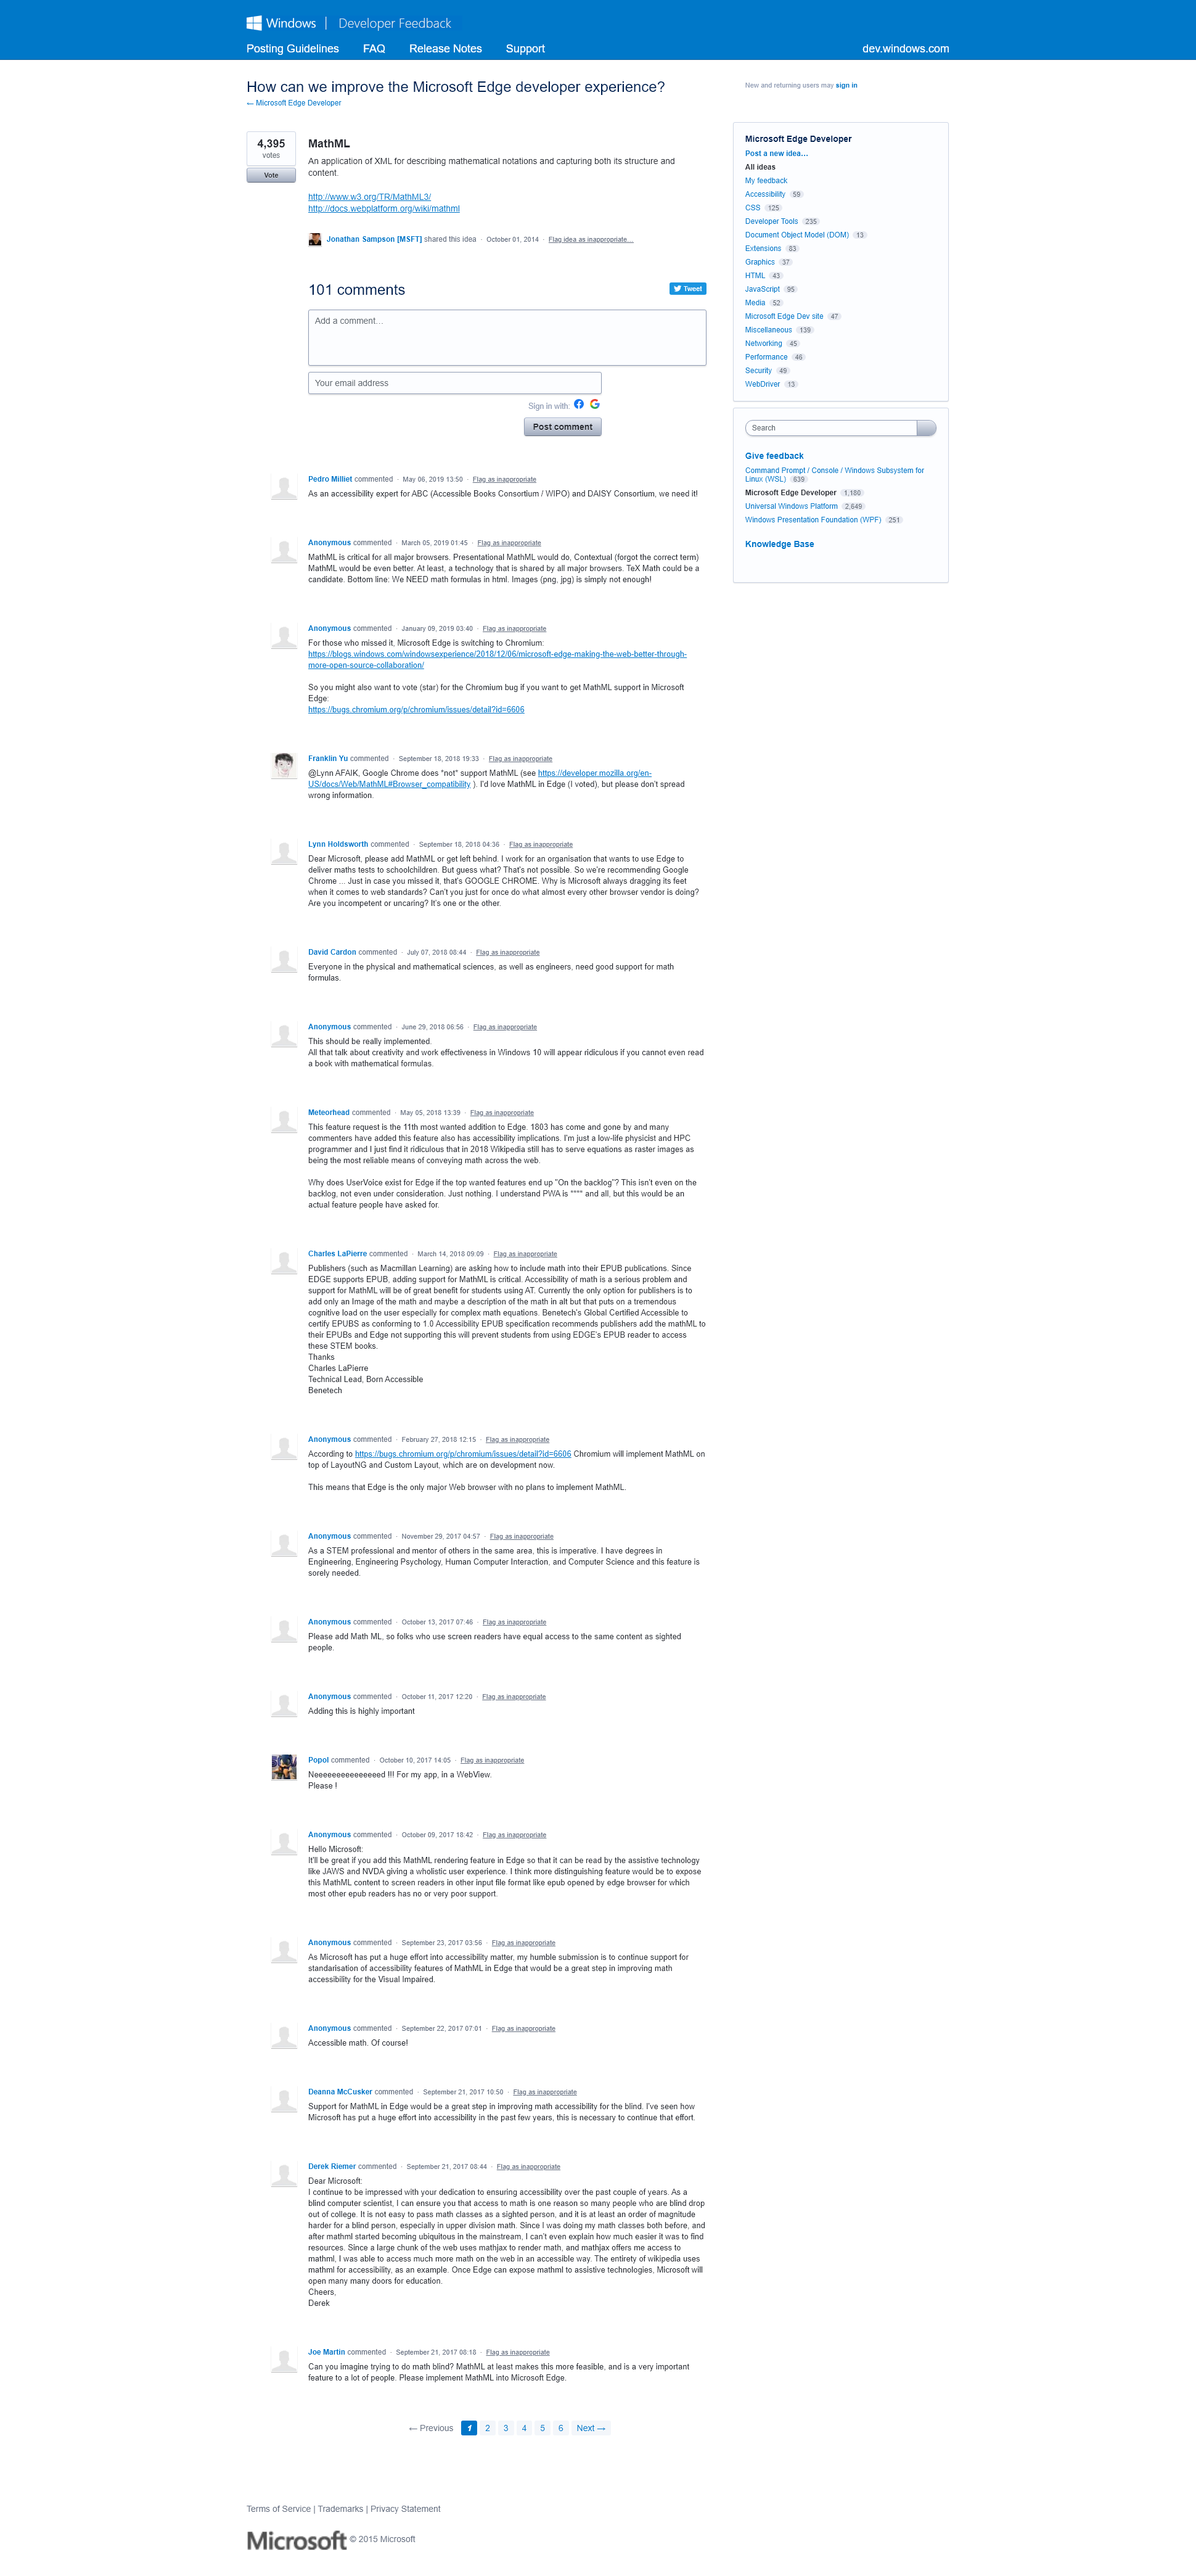 Windows | Developer Feedback
Posting Guidelines FAQ Release Notes Support dev.windows.com
How can we improve the Microsoft Edge developer experience?
← Microsoft Edge Developer
New and returning users may sign in
4,395
votes
Vote
MathML
An application of XML for describing mathematical notations and capturing both its structure and
content.
http://www.w3.org/TR/MathML3/
http://docs.webplatform.org/wiki/mathml
Jonathan Sampson [MSFT] shared this idea · October 01, 2014 · Flag idea as inappropriate…
101 comments
Tweet
Add a comment…
Your email address
Sign in with:
Post comment
Pedro Milliet commented · May 06, 2019 13:50 · Flag as inappropriate
As an accessibility expert for ABC (Accessible Books Consortium / WIPO) and DAISY Consortium, we need it!
Anonymous commented · March 05, 2019 01:45 · Flag as inappropriate
MathML is critical for all major browsers. Presentational MathML would do, Contextual (forgot the correct term)
MathML would be even better. At least, a technology that is shared by all major browsers. TeX Math could be a
candidate. Bottom line: We NEED math formulas in html. Images (png, jpg) is simply not enough!
Anonymous commented · January 09, 2019 03:40 · Flag as inappropriate
For those who missed it, Microsoft Edge is switching to Chromium:
https://blogs.windows.com/windowsexperience/2018/12/06/microsoft-edge-making-the-web-better-through-
more-open-source-collaboration/
So you might also want to vote (star) for the Chromium bug if you want to get MathML support in Microsoft
Edge:
https://bugs.chromium.org/p/chromium/issues/detail?id=6606
Franklin Yu commented · September 18, 2018 19:33 · Flag as inappropriate
@Lynn AFAIK, Google Chrome does *not* support MathML (see https://developer.mozilla.org/en-
US/docs/Web/MathML#Browser_compatibility ). I'd love MathML in Edge (I voted), but please don't spread
wrong information.
Lynn Holdsworth commented · September 18, 2018 04:36 · Flag as inappropriate
Dear Microsoft, please add MathML or get left behind. I work for an organisation that wants to use Edge to
deliver maths tests to schoolchildren. But guess what? That's not possible. So we're recommending Google
Chrome ... Just in case you missed it, that's GOOGLE CHROME. Why is Microsoft always dragging its feet
when it comes to web standards? Can't you just for once do what almost every other browser vendor is doing?
Are you incompetent or uncaring? It's one or the other.
David Cardon commented · July 07, 2018 08:44 · Flag as inappropriate
Everyone in the physical and mathematical sciences, as well as engineers, need good support for math
formulas.
Anonymous commented · June 29, 2018 06:56 · Flag as inappropriate
This should be really implemented.
All that talk about creativity and work effectiveness in Windows 10 will appear ridiculous if you cannot even read
a book with mathematical formulas.
Meteorhead commented · May 05, 2018 13:39 · Flag as inappropriate
This feature request is the 11th most wanted addition to Edge. 1803 has come and gone by and many
commenters have added this feature also has accessibility implications. I'm just a low-life physicist and HPC
programmer and I just find it ridiculous that in 2018 Wikipedia still has to serve equations as raster images as
being the most reliable means of conveying math across the web.
Why does UserVoice exist for Edge if the top wanted features end up "On the backlog"? This isn't even on the
backlog, not even under consideration. Just nothing. I understand PWA is **** and all, but this would be an
actual feature people have asked for.
Charles LaPierre commented · March 14, 2018 09:09 · Flag as inappropriate
Publishers (such as Macmillan Learning) are asking how to include math into their EPUB publications. Since
EDGE supports EPUB, adding support for MathML is critical. Accessibility of math is a serious problem and
support for MathML will be of great benefit for students using AT. Currently the only option for publishers is to
add only an Image of the math and maybe a description of the math in alt but that puts on a tremendous
cognitive load on the user especially for complex math equations. Benetech's Global Certified Accessible to
certify EPUBS as conforming to 1.0 Accessibility EPUB specification recommends publishers add the mathML to
their EPUBs and Edge not supporting this will prevent students from using EDGE's EPUB reader to access
these STEM books.
Thanks
Charles LaPierre
Technical Lead, Born Accessible
Benetech
Anonymous commented · February 27, 2018 12:15 · Flag as inappropriate
According to https://bugs.chromium.org/p/chromium/issues/detail?id=6606 Chromium will implement MathML on
top of LayoutNG and Custom Layout, which are on development now.
This means that Edge is the only major Web browser with no plans to implement MathML.
Anonymous commented · November 29, 2017 04:57 · Flag as inappropriate
As a STEM professional and mentor of others in the same area, this is imperative. I have degrees in
Engineering, Engineering Psychology, Human Computer Interaction, and Computer Science and this feature is
sorely needed.
Anonymous commented · October 13, 2017 07:46 · Flag as inappropriate
Please add Math ML, so folks who use screen readers have equal access to the same content as sighted
people.
Anonymous commented · October 11, 2017 12:20 · Flag as inappropriate
Adding this is highly important
Popol commented · October 10, 2017 14:05 · Flag as inappropriate
Neeeeeeeeeeeeeeed !!! For my app, in a WebView.
Please !
Anonymous commented · October 09, 2017 18:42 · Flag as inappropriate
Hello Microsoft:
It'll be great if you add this MathML rendering feature in Edge so that it can be read by the assistive technology
like JAWS and NVDA giving a wholistic user experience. I think more distinguishing feature would be to expose
this MathML content to screen readers in other input file format like epub opened by edge browser for which
most other epub readers has no or very poor support.
Anonymous commented · September 23, 2017 03:56 · Flag as inappropriate
As Microsoft has put a huge effort into accessibility matter, my humble submission is to continue support for
standarisation of accessibility features of MathML in Edge that would be a great step in improving math
accessibility for the Visual Impaired.
Anonymous commented · September 22, 2017 07:01 · Flag as inappropriate
Accessible math. Of course!
Deanna McCusker commented · September 21, 2017 10:50 · Flag as inappropriate
Support for MathML in Edge would be a great step in improving math accessibility for the blind. I've seen how
Microsoft has put a huge effort into accessibility in the past few years, this is necessary to continue that effort.
Derek Riemer commented · September 21, 2017 08:44 · Flag as inappropriate
Dear Microsoft:
I continue to be impressed with your dedication to ensuring accessibility over the past couple of years. As a
blind computer scientist, I can ensure you that access to math is one reason so many people who are blind drop
out of college. It is not easy to pass math classes as a sighted person, and it is at least an order of magnitude
harder for a blind person, especially in upper division math. Since I was doing my math classes both before, and
after mathml started becoming ubiquitous in the mainstream, I can't even explain how much easier it was to find
resources. Since a large chunk of the web uses mathjax to render math, and mathjax offers me access to
mathml, I was able to access much more math on the web in an accessible way. The entirety of wikipedia uses
mathml for accessibility, as an example. Once Edge can expose mathml to assistive technologies, Microsoft will
open many many doors for education.
Cheers,
Derek
Joe Martin commented · September 21, 2017 08:18 · Flag as inappropriate
Can you imagine trying to do math blind? MathML at least makes this more feasible, and is a very important
feature to a lot of people. Please implement MathML into Microsoft Edge.
← Previous 1 2 3 4 5 6 Next →
Microsoft Edge Developer
Post a new idea…
All ideas
My feedback
Accessibility 59
CSS 125
Developer Tools 235
Document Object Model (DOM) 13
Extensions 83
Graphics 37
HTML 43
JavaScript 95
Media 52
Microsoft Edge Dev site 47
Miscellaneous 139
Networking 45
Performance 46
Security 49
WebDriver 13
Search
Give feedback
Command Prompt / Console / Windows Subsystem for
Linux (WSL) 639
Microsoft Edge Developer 1,180
Universal Windows Platform 2,649
Windows Presentation Foundation (WPF) 251
Knowledge Base
Terms of Service | Trademarks | Privacy Statement
Microsoft © 2015 Microsoft